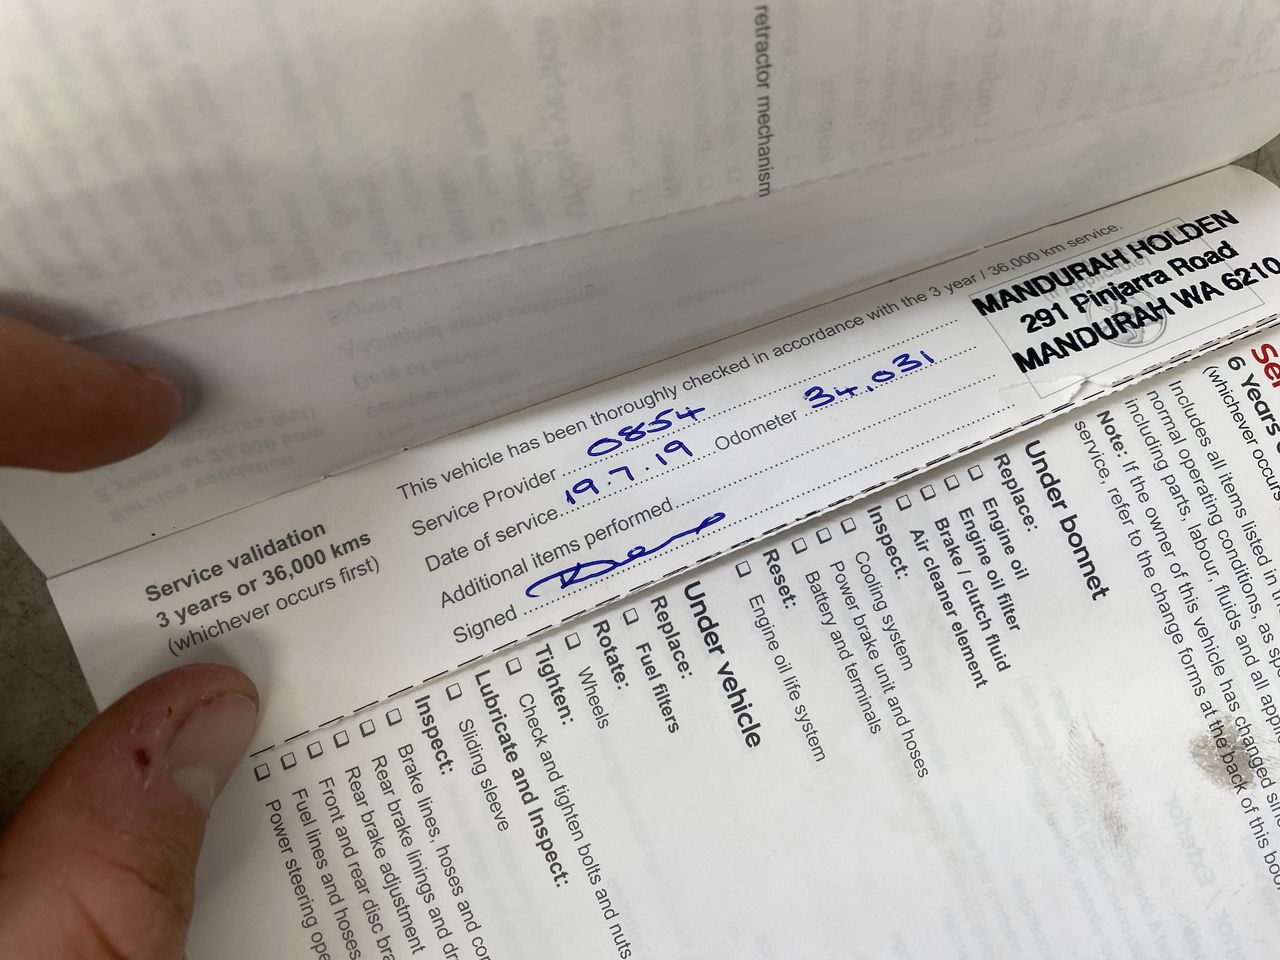 retractor mechanism
Service validation
3 years or 36,000 kms
(whichever occurs first)
This vehicle has been thoroughly checked in accordance with the 3 year / 36,000 km service.
Service Provider 0854
Date of service 19.7.19 Odometer 34,031
Additional items performed
Signed
MANDURAH HOLDEN
291 Pinjarra Road
MANDURAH WA 6210
6 Years
(whichever occurs
Includes all items listed in
normal operating conditions, as
including parts, labour, fluids and all
Note: If the owner of this vehicle has changed
service, refer to the change forms at the back of this
Under bonnet
Replace:
Engine oil
Engine oil filter
Brake / clutch fluid
Air cleaner element
Inspect:
Cooling system
Power brake unit and hoses
Battery and terminals
Reset:
Engine oil life system
Under vehicle
Replace:
Fuel filters
Rotate:
Wheels
Tighten:
Check and tighten bolts and nuts
Lubricate and Inspect:
Sliding sleeve
Inspect:
Brake lines, hoses and
Rear brake linings and
Rear brake adjustment
Front and rear disc
Fuel lines and hoses
Power steering